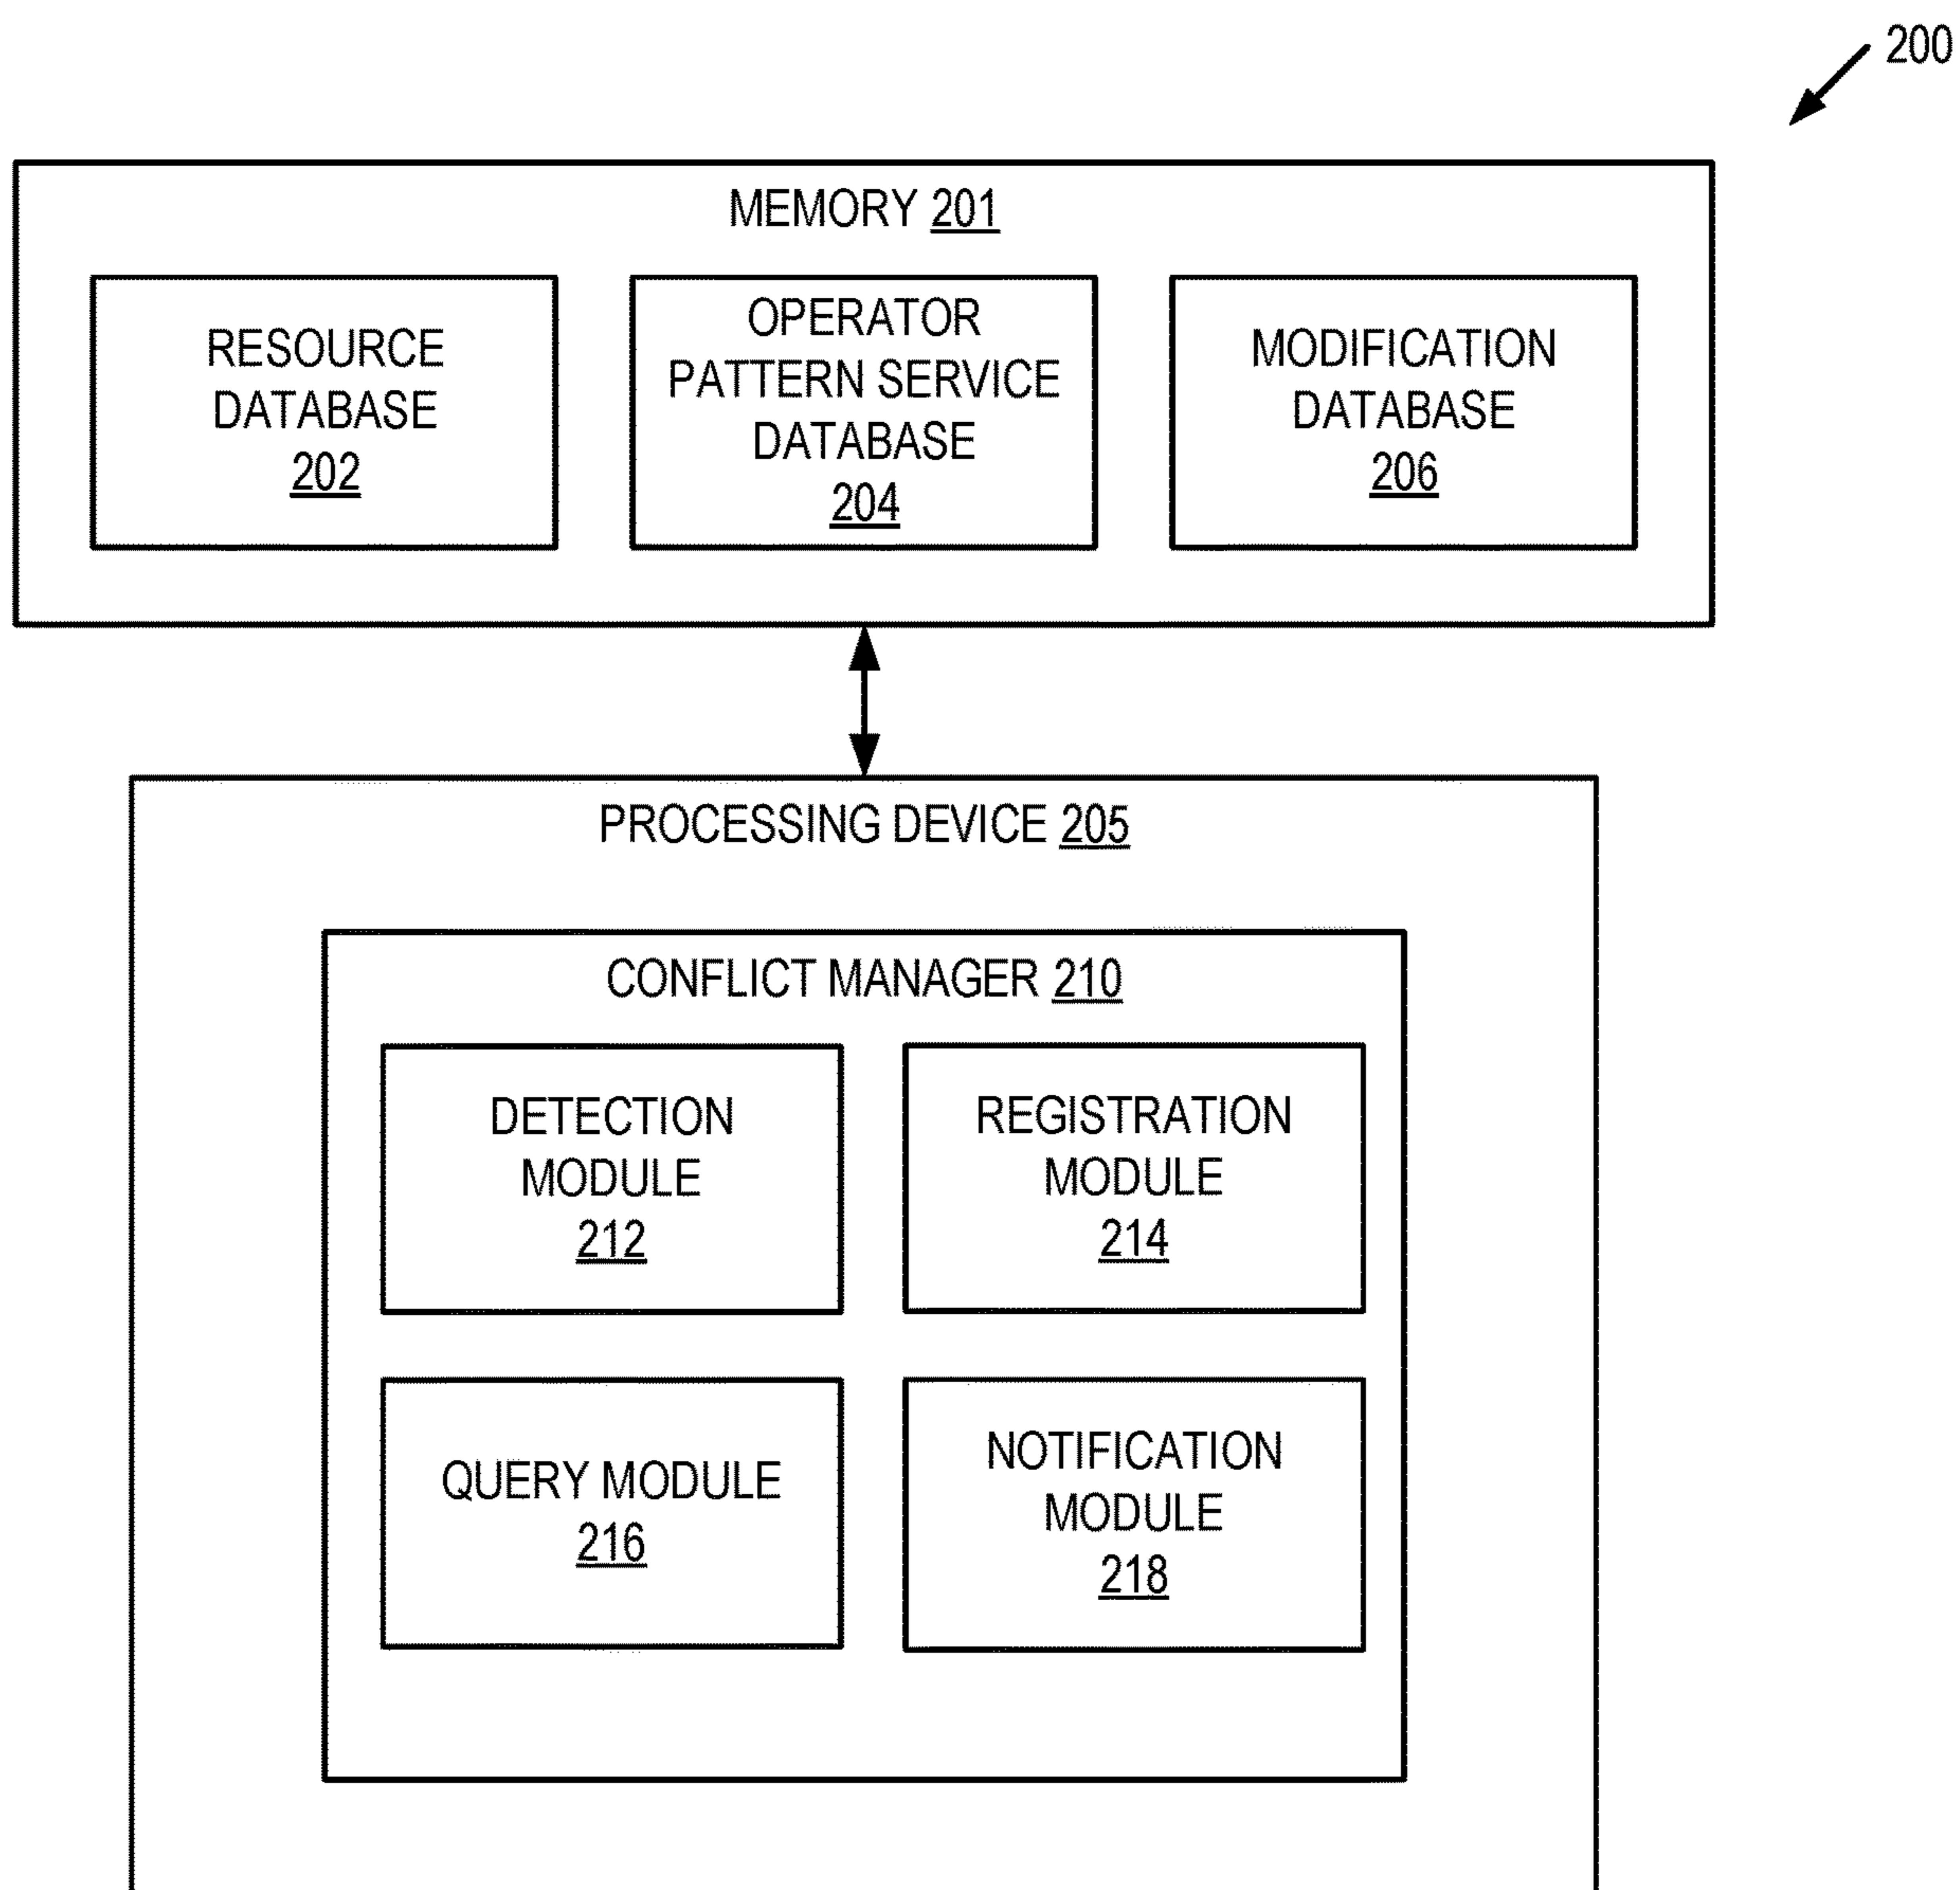 200
MEMORY 201
RESOURCE
DATABASE
202
OPERATOR
PATTERN SERVICE
DATABASE
204
MODIFICATION
DATABASE
206
PROCESSING DEVICE 205
CONFLICT MANAGER 210
DETECTION
MODULE
212
REGISTRATION
MODULE
214
QUERY MODULE
216
NOTIFICATION
MODULE
218